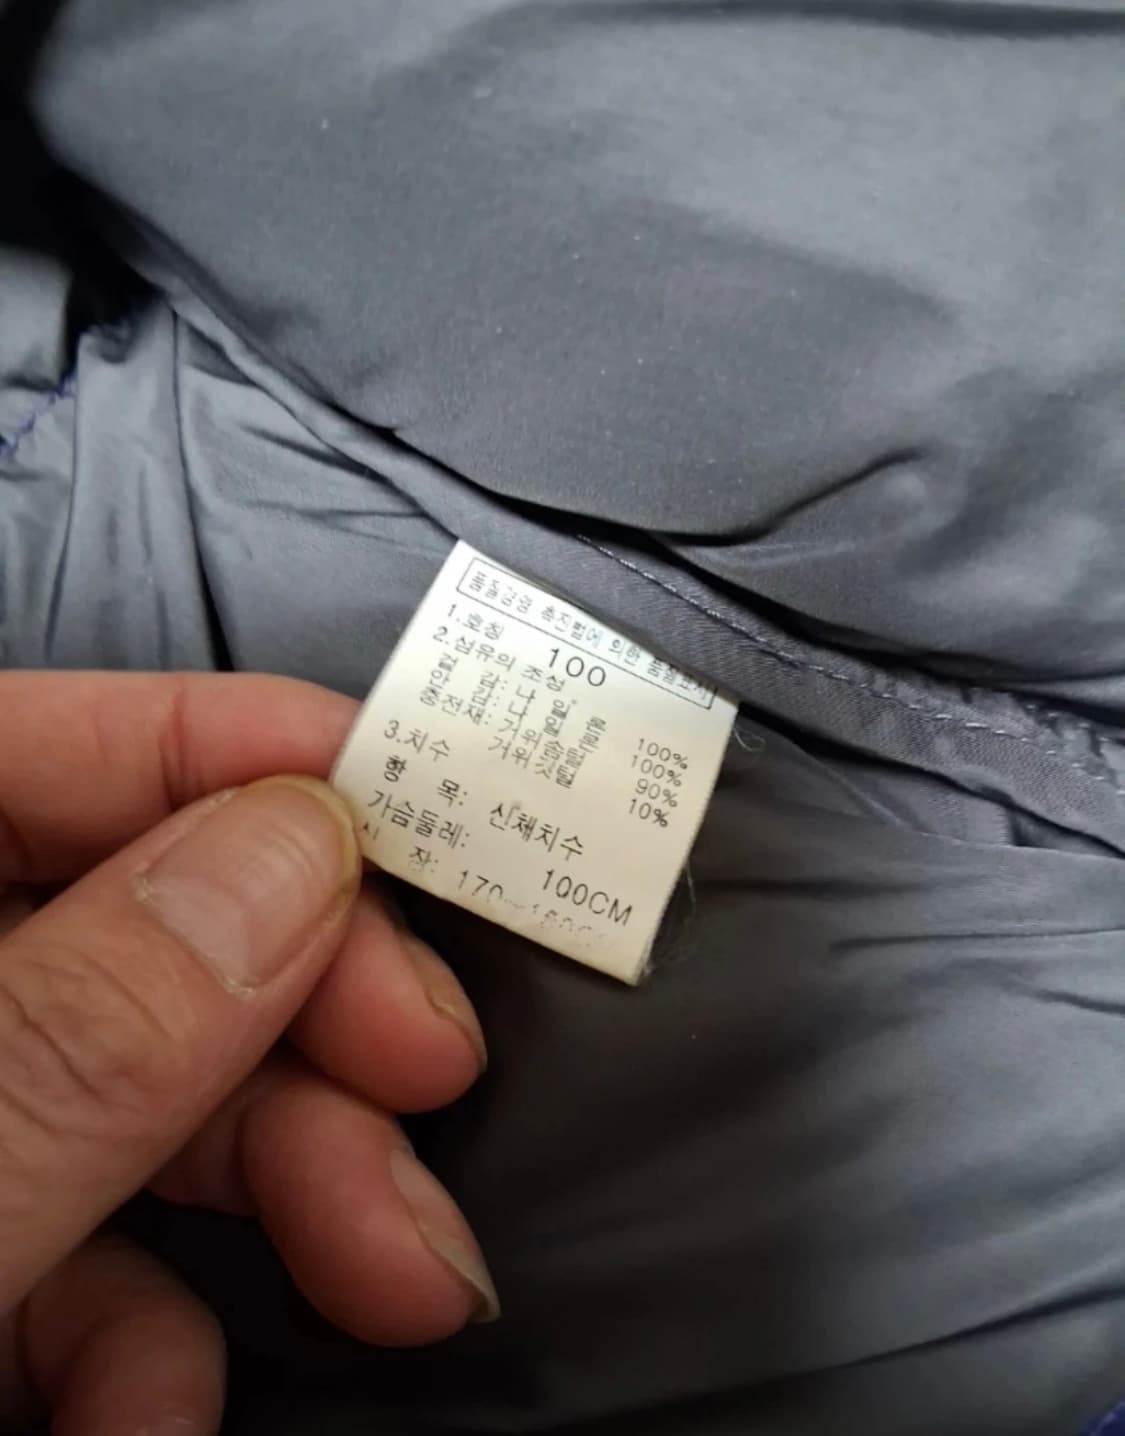 품질경영 촉진법에 의한 품질표시
1.호칭 100
2.섬유의 조성
겉감: 나일론 100%
안감: 나일론 100%
충전재: 거위솜털 90%
거위깃털 10%
3.치수
항 목: 신체치수
가슴둘레: 100CM
신 장: 170